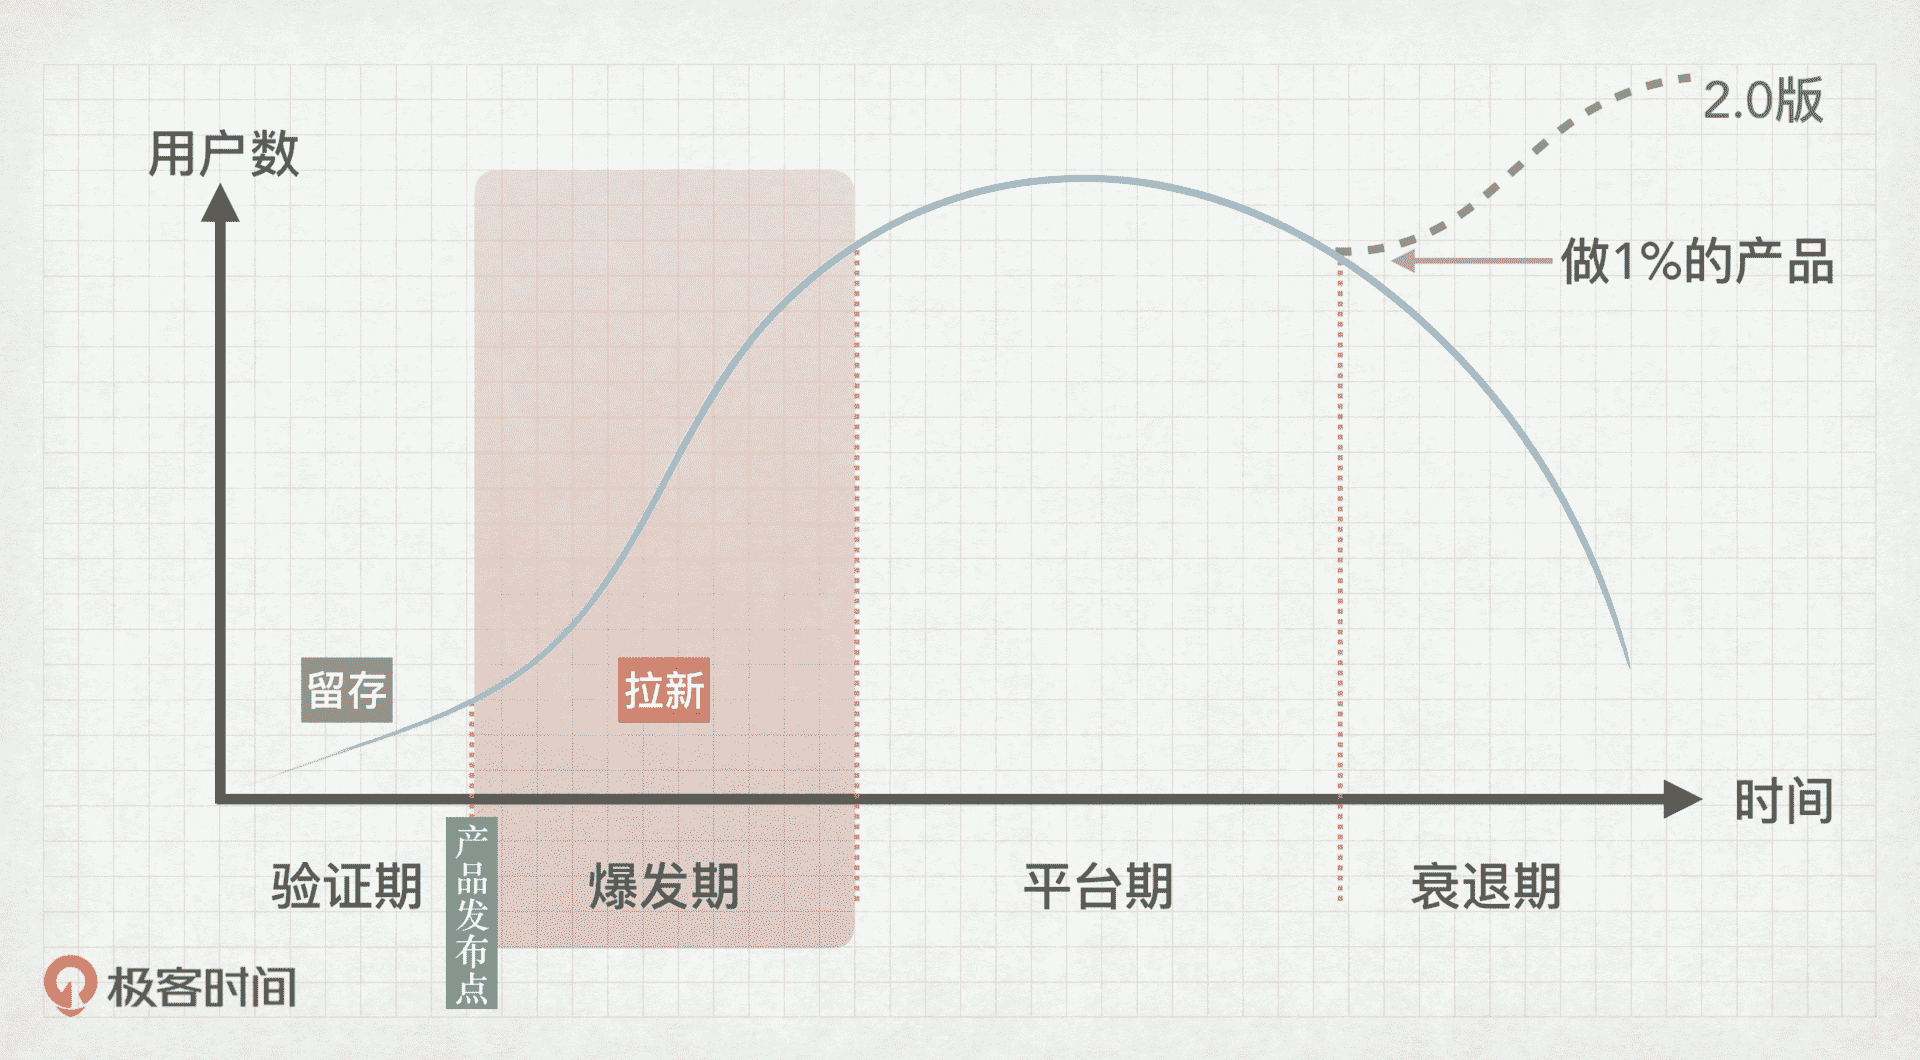 2.0版
用户数
做1%的产品
留存
拉新
时间
验证期
产品发布点
爆发期
平台期
衰退期
极客时间